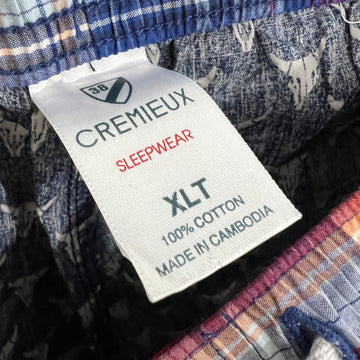 38
CREMIEUX
SLEEPWEAR
XLT
100% COTTON
MADE IN CAMBODIA